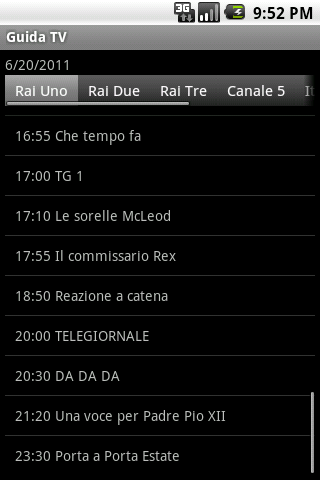 3G 9:52 PM
Guida TV
6/20/2011
Rai Uno Rai Due Rai Tre Canale 5 It
16:55 Che tempo fa
17:00 TG 1
17:10 Le sorelle McLeod
17:55 Il commissario Rex
18:50 Reazione a catena
20:00 TELEGIORNALE
20:30 DA DA DA
21:20 Una voce per Padre Pio XII
23:30 Porta a Porta Estate